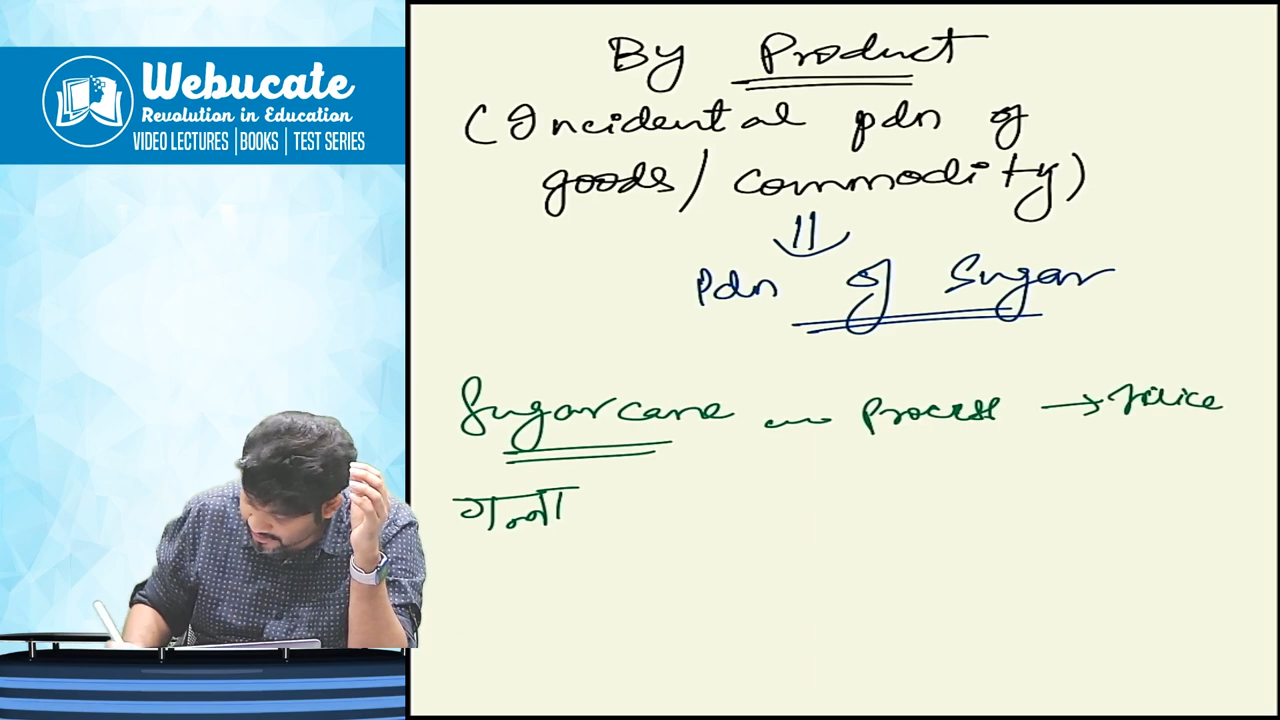 Webucate
Revolution in Education
VIDEO LECTURES | BOOKS | TEST SERIES
By Product
(Incidental pdn of
goods/commodity)
Pdn of Sugar
Sugarcane Process → Juice
गन्ना